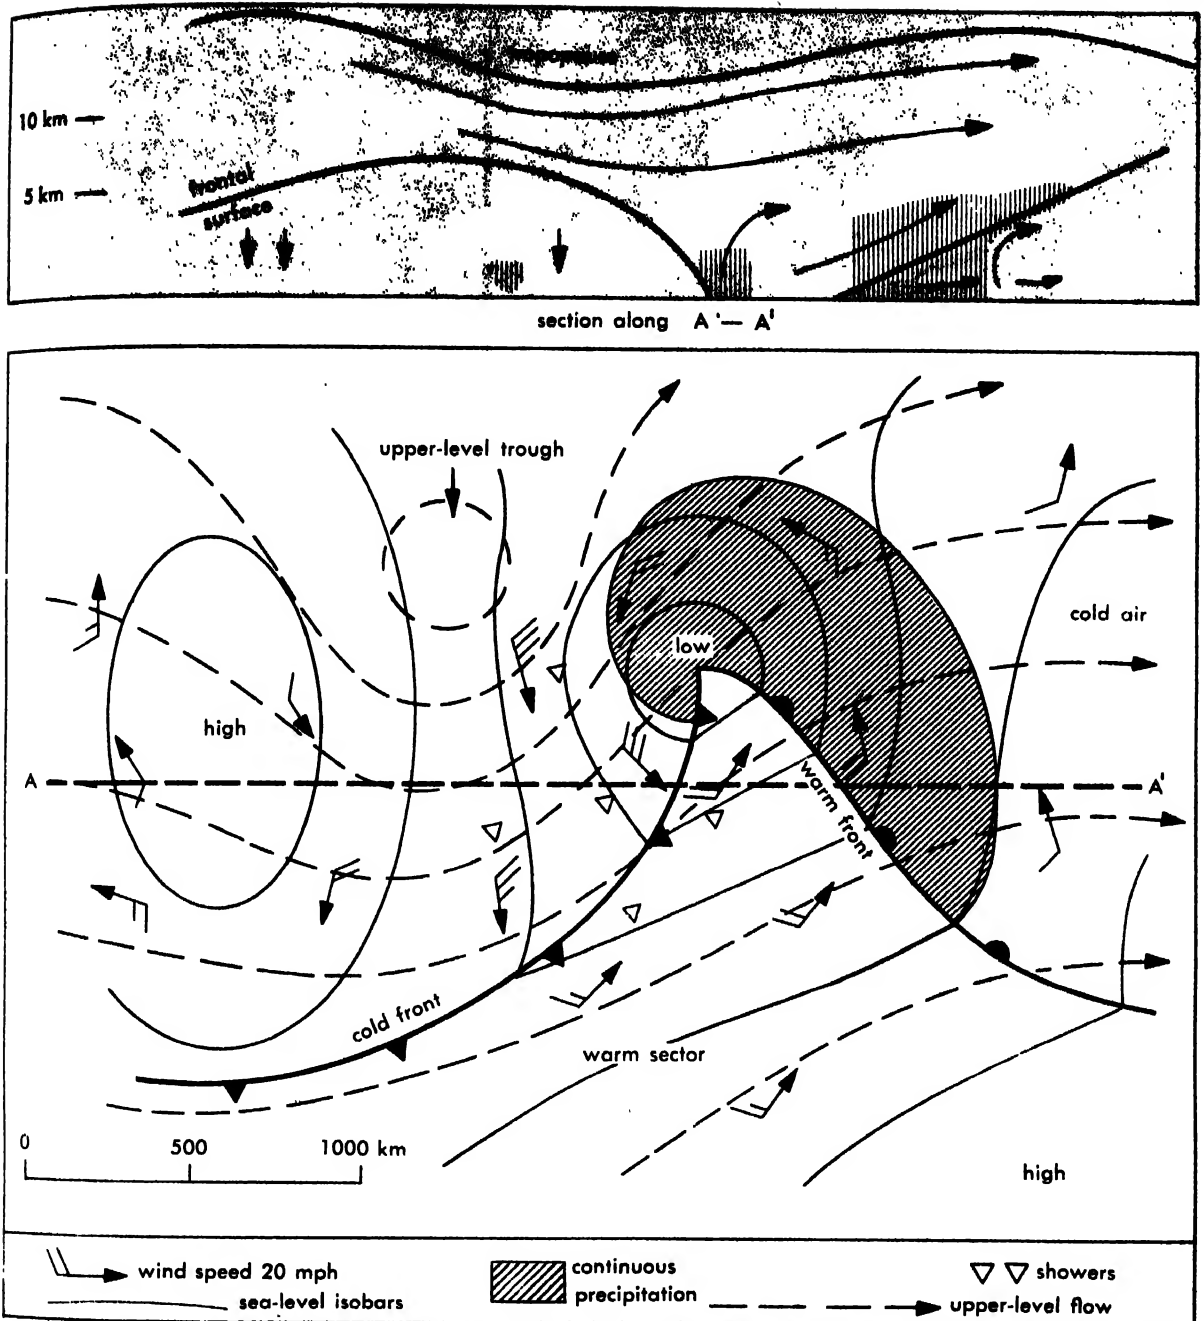 10 km
5 km
frontal
surface
section along A — A'
upper-level trough
cold air
low
high
A
A'
warm front
cold front
warm sector
0 500 1000 km
high
wind speed 20 mph
sea-level isobars
continuous
precipitation
showers
upper-level flow